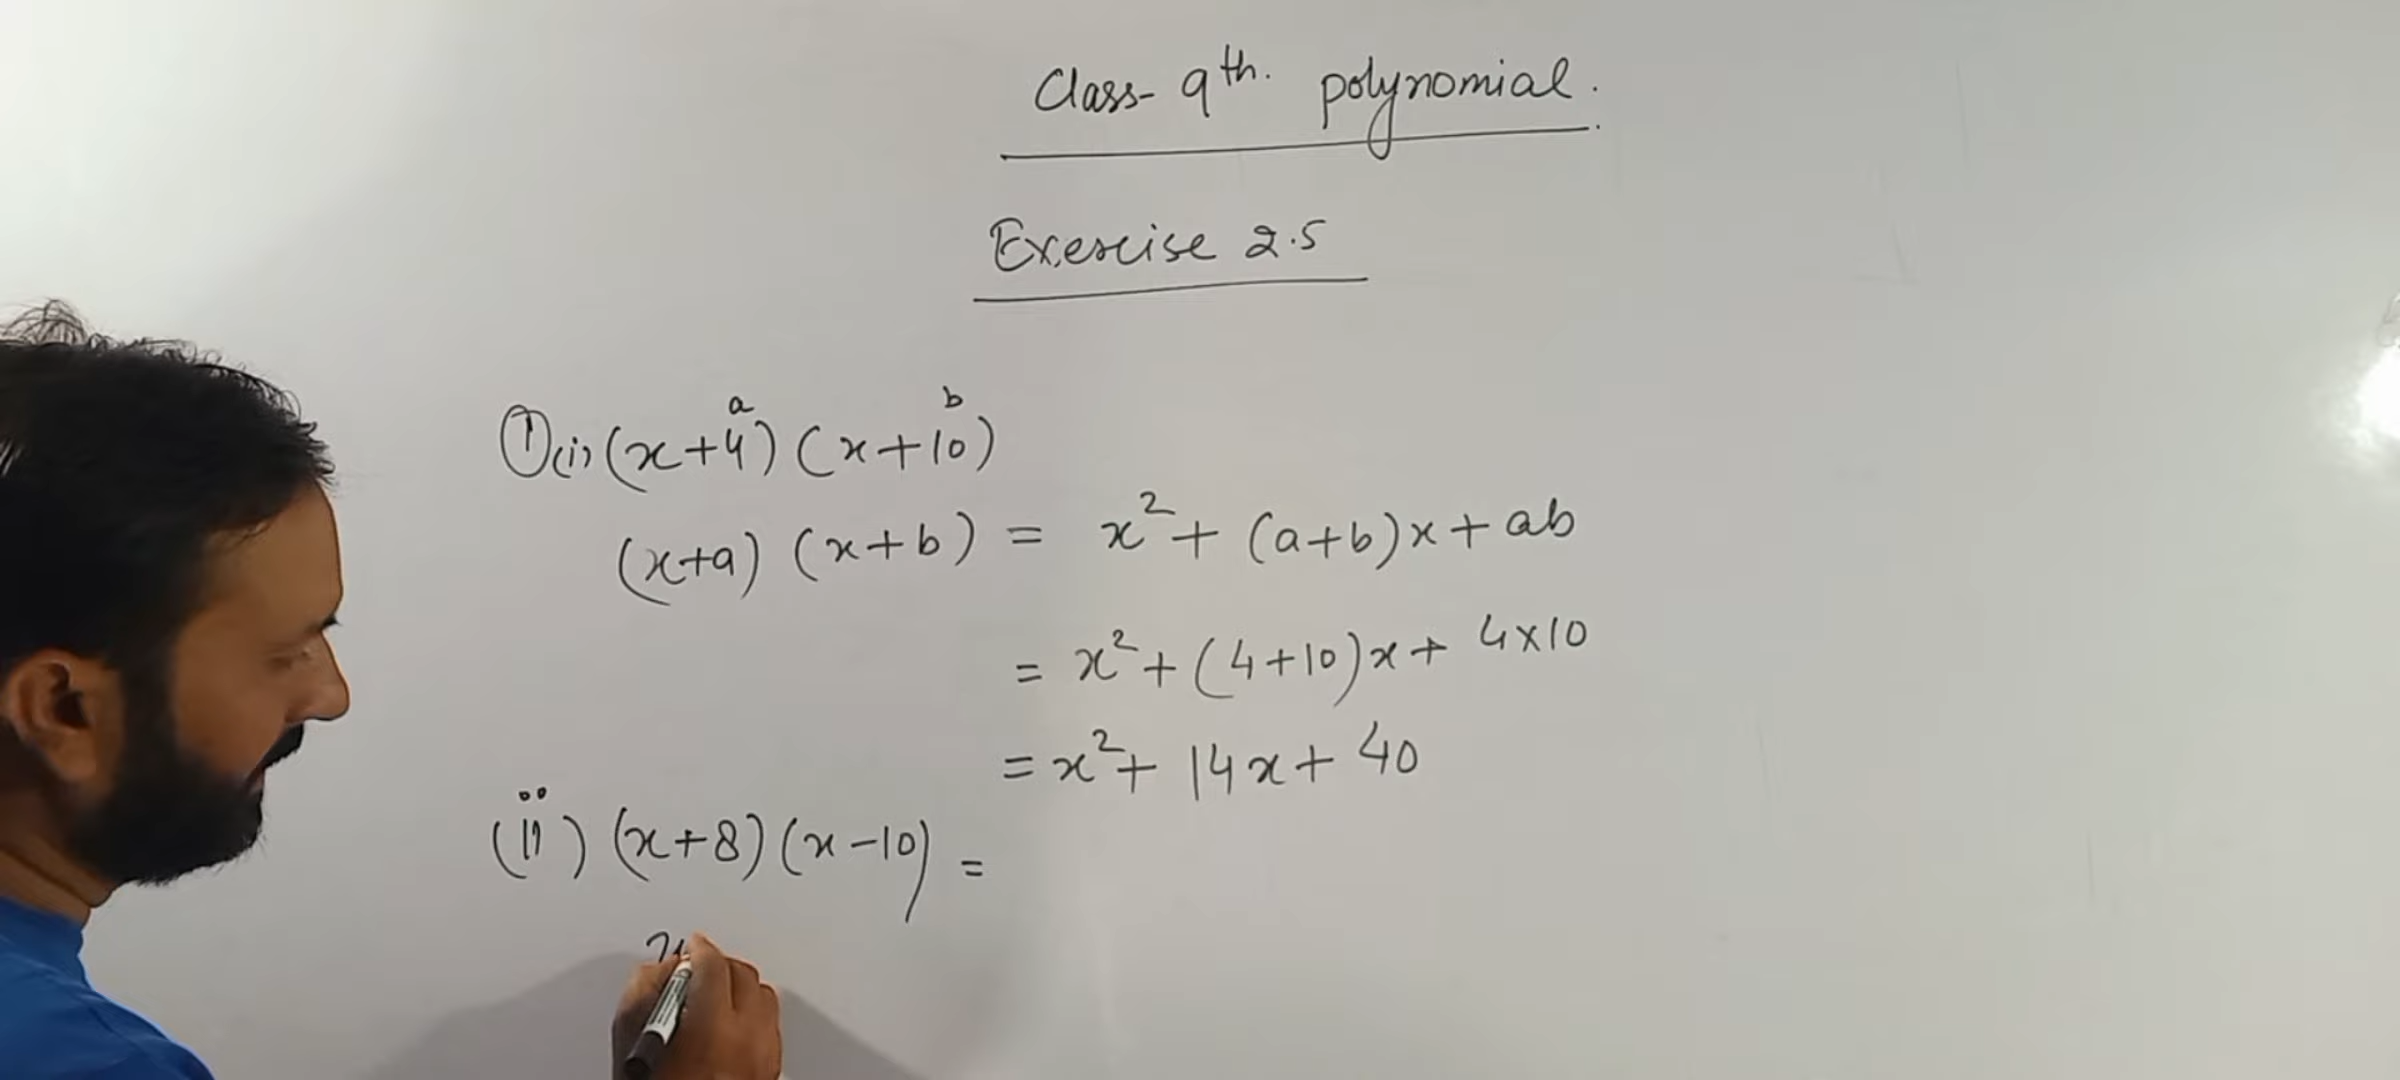 Class- 9th. polynomial.
Exercise 2.5
a b
① (i) (x+4) (x+10)
(x+a) (x+b) = x² + (a+b)x + ab
= x² + (4+10)x + 4×10
= x² + 14x + 40
(ii) (x+8) (x-10) =
x